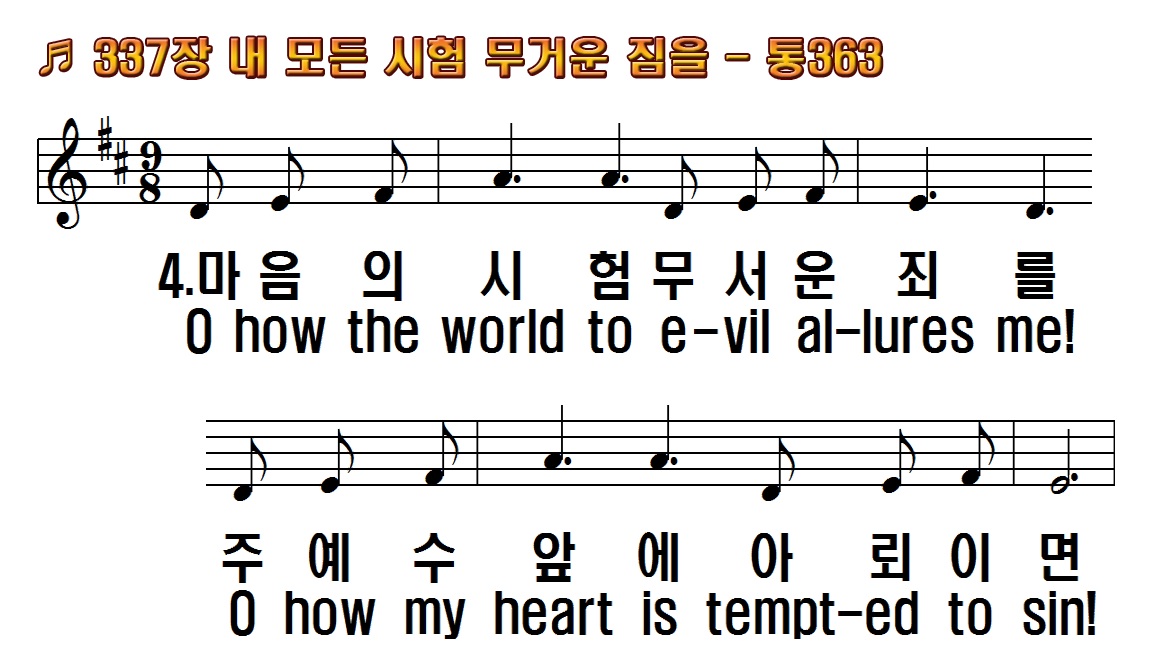 ♬ 337장 내 모든 시험 무거운 짐을 - 통363
9
8
4.마 음 의 시 험 무 서 운 죄 를
O how the world to e-vil al-lures me!
주 예 수 앞 에 아 뢰 이 면
O how my heart is tempt-ed to sin!